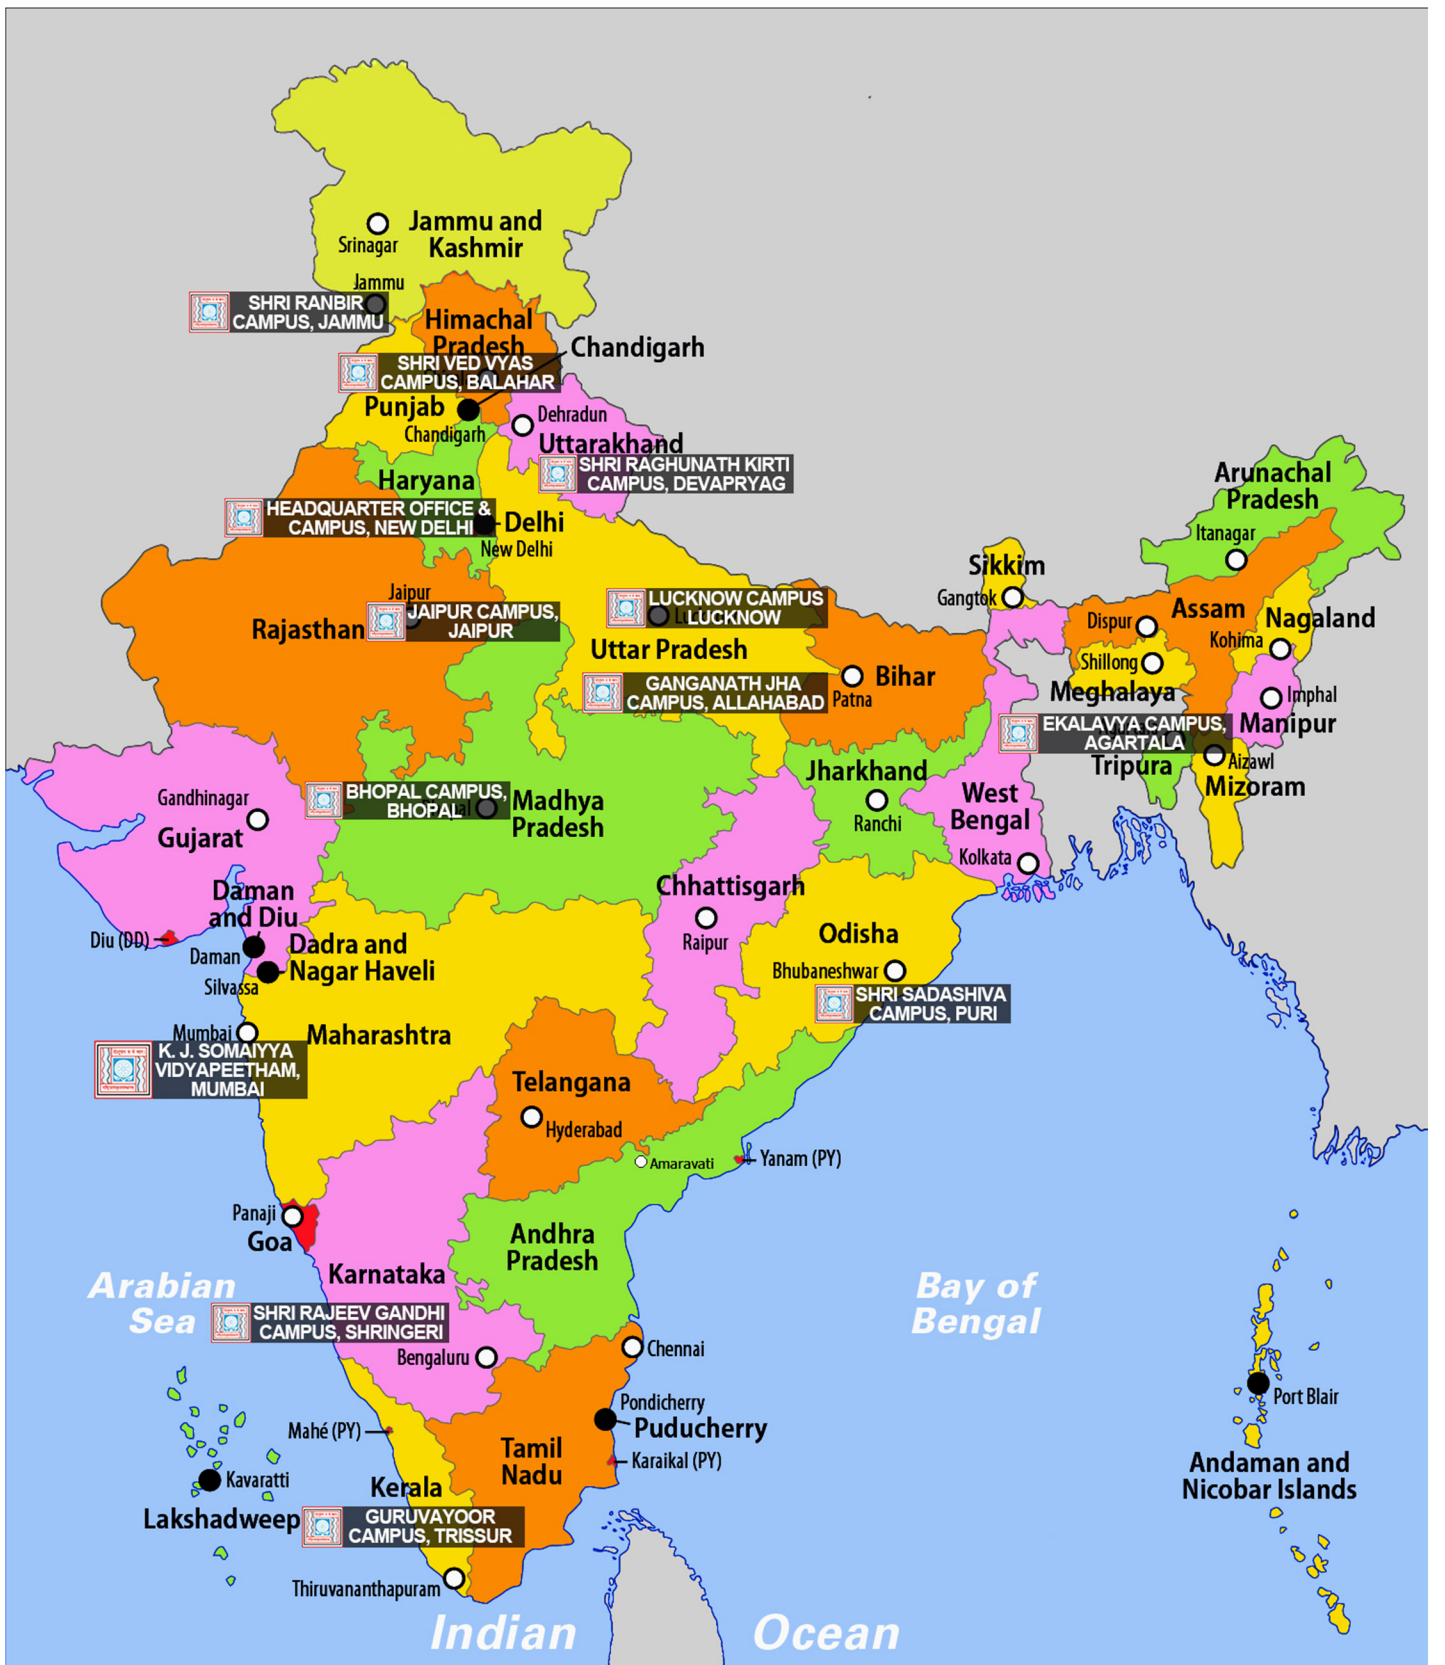 Srinagar
Jammu and
Kashmir
Jammu
SHRI RANBIR
CAMPUS, JAMMU
Himachal
Pradesh
Chandigarh
SHRI VED VYAS
CAMPUS, BALAHAR
Punjab
Chandigarh
Dehradun
Uttarakhand
SHRI RAGHUNATH KIRTI
CAMPUS, DEVAPRYAG
Haryana
HEADQUARTER OFFICE &
CAMPUS, NEW DELHI
Delhi
New Delhi
Arunachal
Pradesh
Itanagar
Sikkim
Gangtok
Jaipur
JAIPUR CAMPUS,
JAIPUR
Rajasthan
LUCKNOW CAMPUS
LUCKNOW
Uttar Pradesh
GANGANATH JHA
CAMPUS, ALLAHABAD
Bihar
Patna
Dispur
Assam
Nagaland
Kohima
Shillong
Meghalaya
Imphal
Manipur
EKALAVYA CAMPUS,
AGARTALA
Tripura
Aizawl
Mizoram
Gandhinagar
Gujarat
BHOPAL CAMPUS,
BHOPAL
Madhya
Pradesh
Jharkhand
Ranchi
West
Bengal
Kolkata
Daman
and Diu
Diu (DD)
Daman
Dadra and
Nagar Haveli
Silvassa
Chhattisgarh
Raipur
Odisha
Bhubaneshwar
SHRI SADASHIVA
CAMPUS, PURI
Mumbai
Maharashtra
K. J. SOMAIYYA
VIDYAPEETHAM,
MUMBAI
Telangana
Hyderabad
Amaravati
Yanam (PY)
Panaji
Goa
Andhra
Pradesh
Karnataka
Arabian
Sea
Bay of
Bengal
SHRI RAJEEV GANDHI
CAMPUS, SHRINGERI
Bengaluru
Chennai
Port Blair
Pondicherry
Puducherry
Mahé (PY)
Karaikal (PY)
Tamil
Nadu
Kavaratti
Lakshadweep
Kerala
Andaman and
Nicobar Islands
GURUVAYOOR
CAMPUS, TRISSUR
Thiruvananthapuram
Indian Ocean